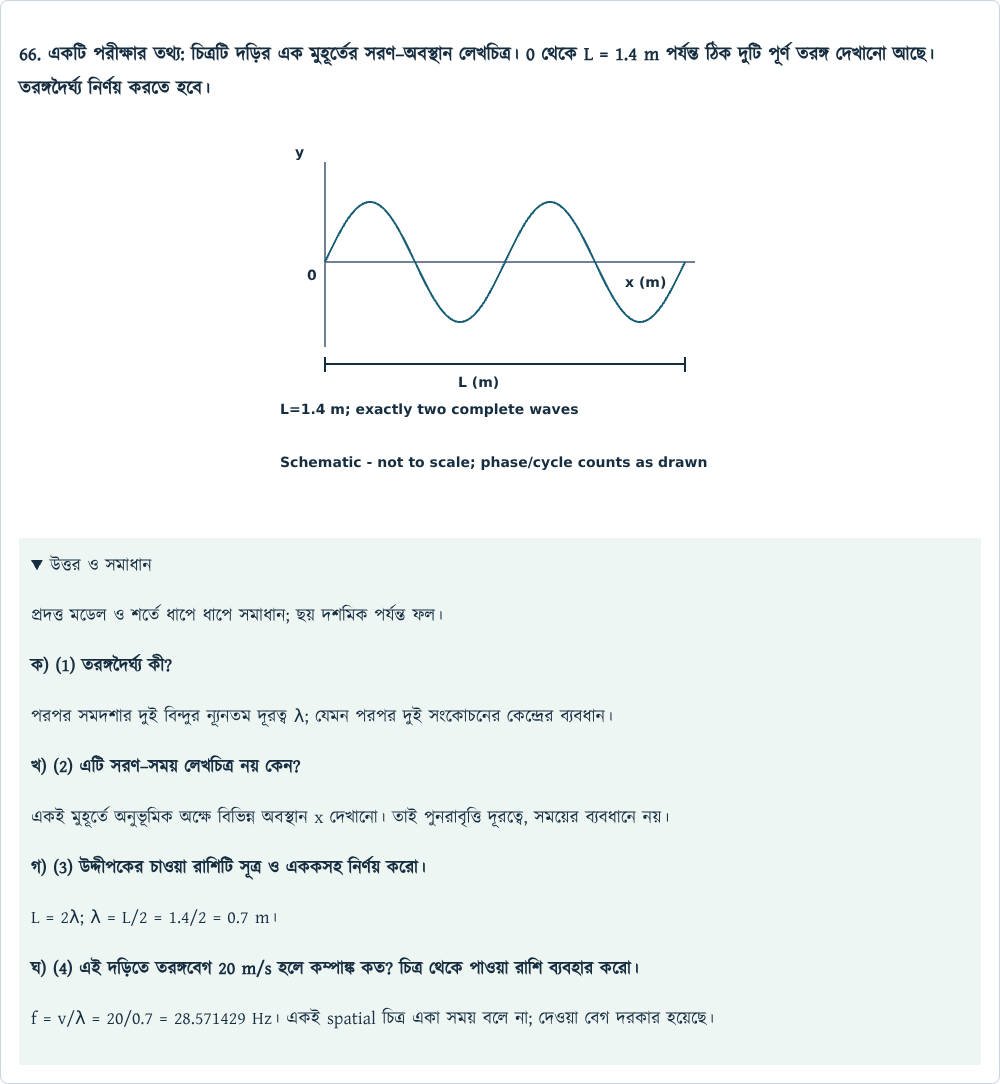 66. একটি পরীক্ষার তথ্য: চিত্রটি দড়ির এক মুহূর্তের সরণ–অবস্থান লেখচিত্র। 0 থেকে L = 1.4 m পর্যন্ত ঠিক দুটি পূর্ণ তরঙ্গ দেখানো আছে।
তরঙ্গদৈর্ঘ্য নির্ণয় করতে হবে।
y
0
x (m)
L (m)
L=1.4 m; exactly two complete waves
Schematic - not to scale; phase/cycle counts as drawn
▼ উত্তর ও সমাধান
প্রদত্ত মডেল ও শর্তে ধাপে ধাপে সমাধান; ছয় দশমিক পর্যন্ত ফল।
ক) (1) তরঙ্গদৈর্ঘ্য কী?
পরপর সমদশার দুই বিন্দুর ন্যূনতম দূরত্ব λ; যেমন পরপর দুই সংকোচনের কেন্দ্রের ব্যবধান।
খ) (2) এটি সরণ–সময় লেখচিত্র নয় কেন?
একই মুহূর্তে অনুভূমিক অক্ষে বিভিন্ন অবস্থান x দেখানো। তাই পুনরাবৃত্তি দূরত্বে, সময়ের ব্যবধানে নয়।
গ) (3) উদ্দীপকের চাওয়া রাশিটি সূত্র ও এককসহ নির্ণয় করো।
L = 2λ; λ = L/2 = 1.4/2 = 0.7 m।
ঘ) (4) এই দড়িতে তরঙ্গবেগ 20 m/s হলে কম্পাঙ্ক কত? চিত্র থেকে পাওয়া রাশি ব্যবহার করো।
f = v/λ = 20/0.7 = 28.571429 Hz। একই spatial চিত্র একা সময় বলে না; দেওয়া বেগ দরকার হয়েছে।